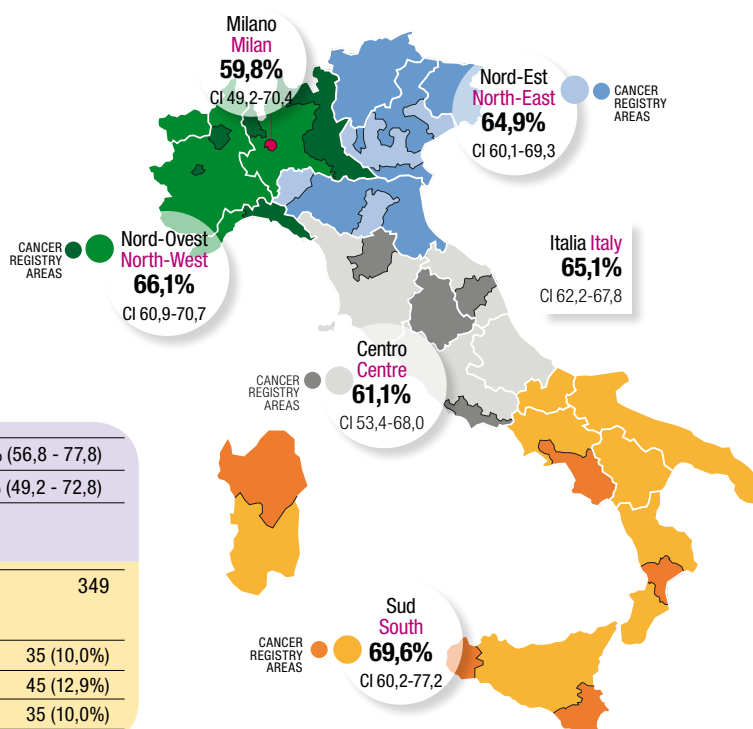 Milano
Milan
59,8%
CI 49,2-70,4
Nord-Est
North-East
64,9%
CI 60,1-69,3
CANCER
REGISTRY
AREAS
CANCER
REGISTRY
AREAS
Nord-Ovest
North-West
66,1%
CI 60,9-70,7
Italia Italy
65,1%
CI 62,2-67,8
Centro
Centre
61,1%
CI 53,4-68,0
CANCER
REGISTRY
AREAS
(56,8 - 77,8)
(49,2 - 72,8)
349
35 (10,0%)
45 (12,9%)
35 (10,0%)
Sud
South
69,6%
CI 60,2-77,2
CANCER
REGISTRY
AREAS